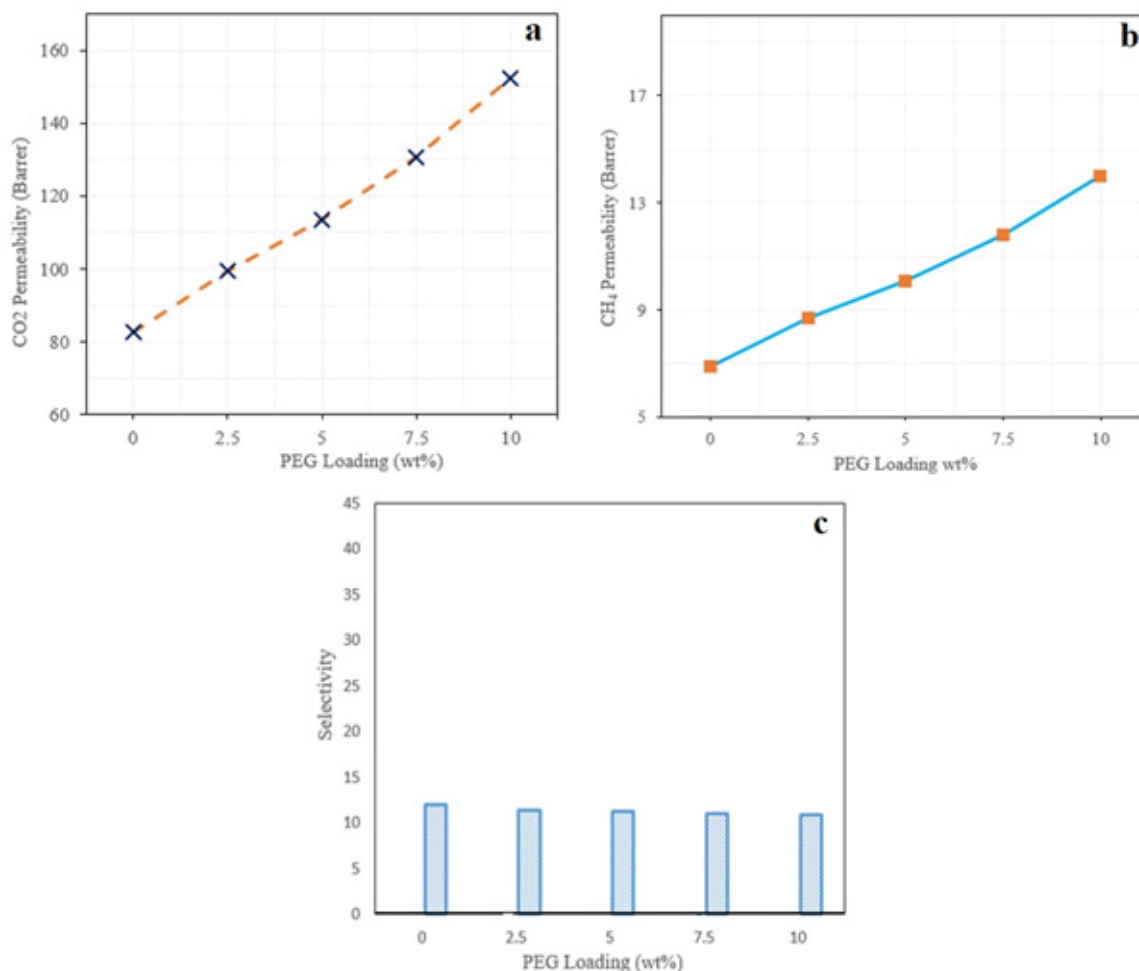 a
160
140
120
100
80
60
CO2 Permeability (Barrer)
0 2.5 5 7.5 10
PEG Loading (wt%)
b
17
13
9
5
CH₄ Permeability (Barrer)
0 2.5 5 7.5 10
PEG Loading wt%
c
45
40
35
30
25
20
15
10
5
0
Selectivity
0 2.5 5 7.5 10
PEG Loading (wt%)